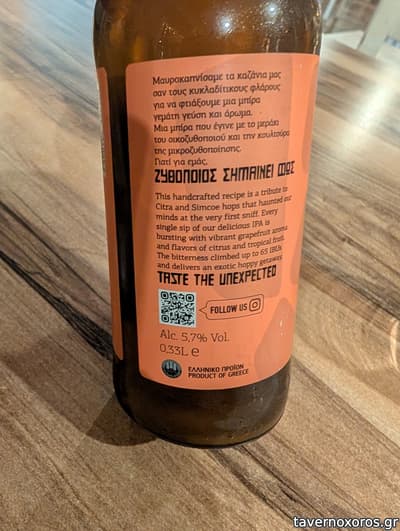 Μαυροκαπνίσαμε τα καζάνια μας
σαν τους κυκλαδίτικους φλάρους
για να φτιάξουμε μια μπίρα
γεμάτη γεύση και άρωμα.
Μια μπίρα που έγινε με το μεράκι
του οικοζυθοποιού και την κουλτούρα
της μικροζυθοποίησης.
Γιατί για εμάς,
ΖΥΘΟΠΟΙΟΣ ΣΗΜΑΙΝΕΙ
This handcrafted recipe is a tribute to
Citra and Simcoe hops that haunted our
minds at the very first sniff. Every
single sip of our delicious IPA is
bursting with vibrant grapefruit aroma
and flavors of citrus and tropical fruit.
The bitterness climbed up to 65 IBUs
and delivers an exotic hoppy getaway.
TASTE THE UNEXPECTED
FOLLOW US
Alc. 5,7% Vol.
0,33L e
ΕΛΛΗΝΙΚΟ ΠΡΟΪΟΝ
PRODUCT OF GREECE
tavernoxoros.gr